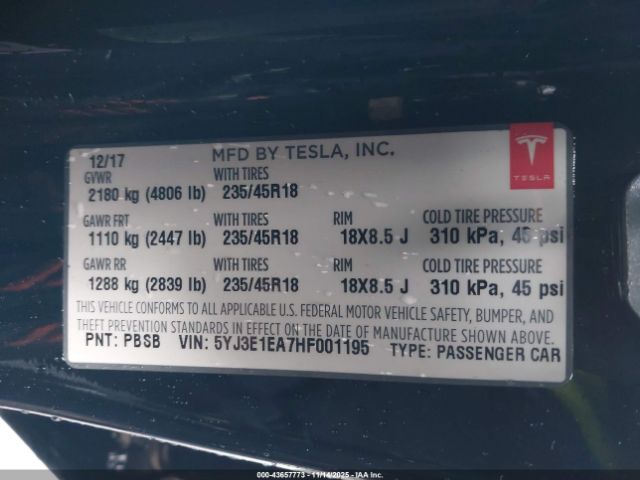 12/17 MFD BY TESLA, INC.
GVWR WITH TIRES
2180 kg (4806 lb) 235/45R18
TESLA
GAWR FRT WITH TIRES RIM COLD TIRE PRESSURE
1110 kg (2447 lb) 235/45R18 18X8.5 J 310 kPa, 45 psi
GAWR RR WITH TIRES RIM COLD TIRE PRESSURE
1288 kg (2839 lb) 235/45R18 18X8.5 J 310 kPa, 45 psi
THIS VEHICLE CONFORMS TO ALL APPLICABLE U.S. FEDERAL MOTOR VEHICLE SAFETY, BUMPER, AND
THEFT PREVENTION STANDARDS IN EFFECT ON THE DATE OF MANUFACTURE SHOWN ABOVE.
PNT: PBSB VIN: 5YJ3E1EA7HF001195 TYPE: PASSENGER CAR
000-43657773 - 11/14/2025 - IAAI.COM